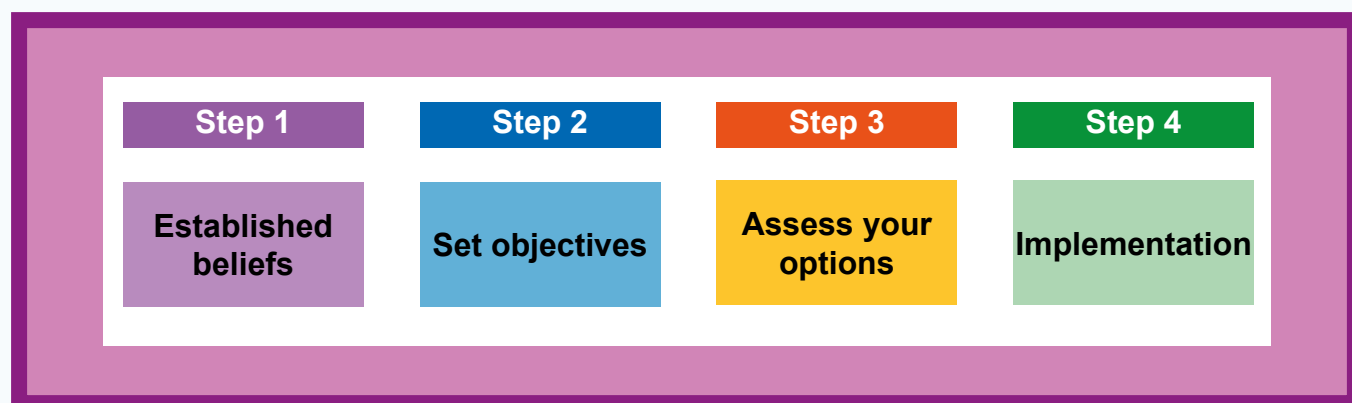 Step 1
Step 2
Step 3
Step 4
Established
beliefs
Set objectives
Assess your
options
Implementation